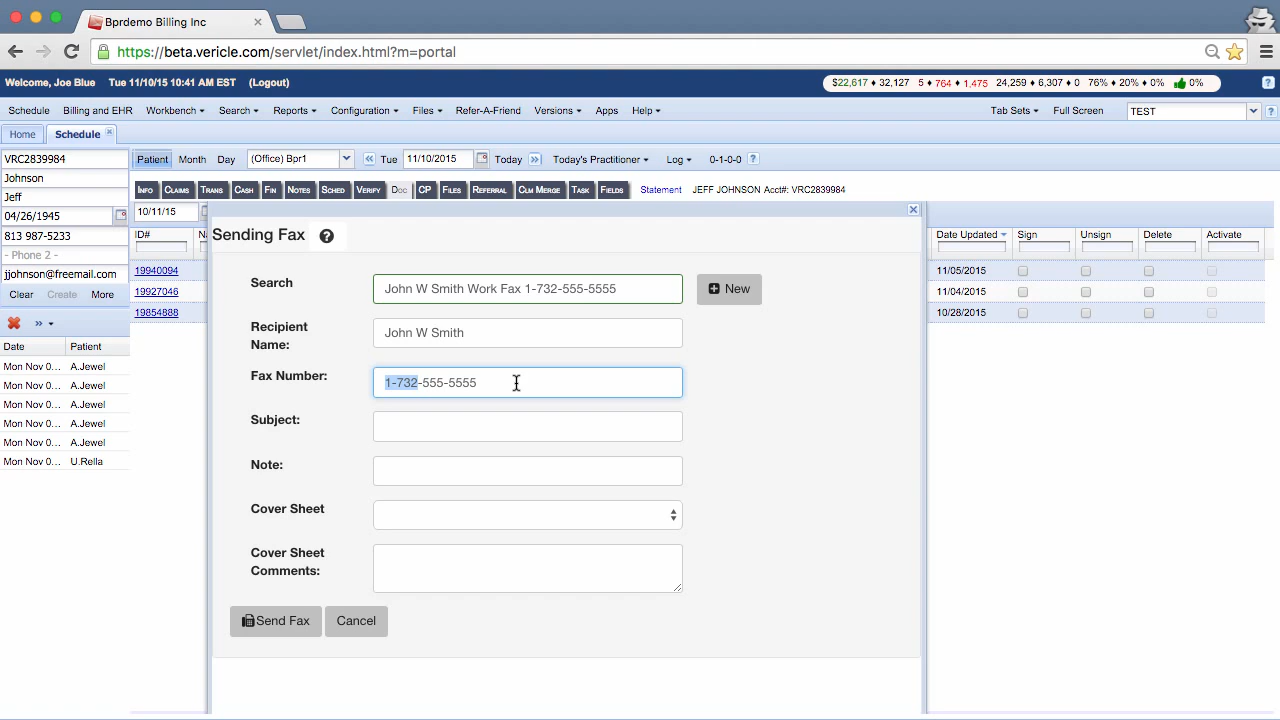 Bprdemo Billing Inc
https://beta.vericle.com/servlet/index.html?m=portal
Welcome, Joe Blue Tue 11/10/15 10:41 AM EST (Logout) $22,617 ♦ 32,127 5 ♦ 764 ♦ 1,475 24,259 ♦ 6,307 ♦ 0 76% ♦ 20% ♦ 0% 0% ?
Schedule Billing and EHR Workbench Search Reports Configuration Files Refer-A-Friend Versions Apps Help Tab Sets Full Screen TEST ?
Home Schedule
VRC2839984 Patient Month Day (Office) Bpr1 Tue 11/10/2015 Today Today's Practitioner Log 0-1-0-0 ?
Johnson
Jeff INFO CLAIMS TRANS CASH FIN NOTES SCHED VERIFY DOC CP FILES REFERRAL CLM MERGE TASK FIELDS Statement JEFF JOHNSON Acct#: VRC2839984
04/26/1945 10/11/15
813 987-5233 ID# Date Updated Sign Unsign Delete Activate
- Phone 2 -
jjohnson@freemail.com 19940094 11/05/2015
Clear Create More 19927046 11/04/2015
19854888 10/28/2015
Date Patient
Mon Nov 0... A.Jewel
Mon Nov 0... A.Jewel
Mon Nov 0... A.Jewel
Mon Nov 0... A.Jewel
Mon Nov 0... A.Jewel
Mon Nov 0... U.Rella
Sending Fax ?
Search John W Smith Work Fax 1-732-555-5555 New
Recipient
Name: John W Smith
Fax Number: 1-732-555-5555
Subject:
Note:
Cover Sheet
Cover Sheet
Comments:
Send Fax Cancel